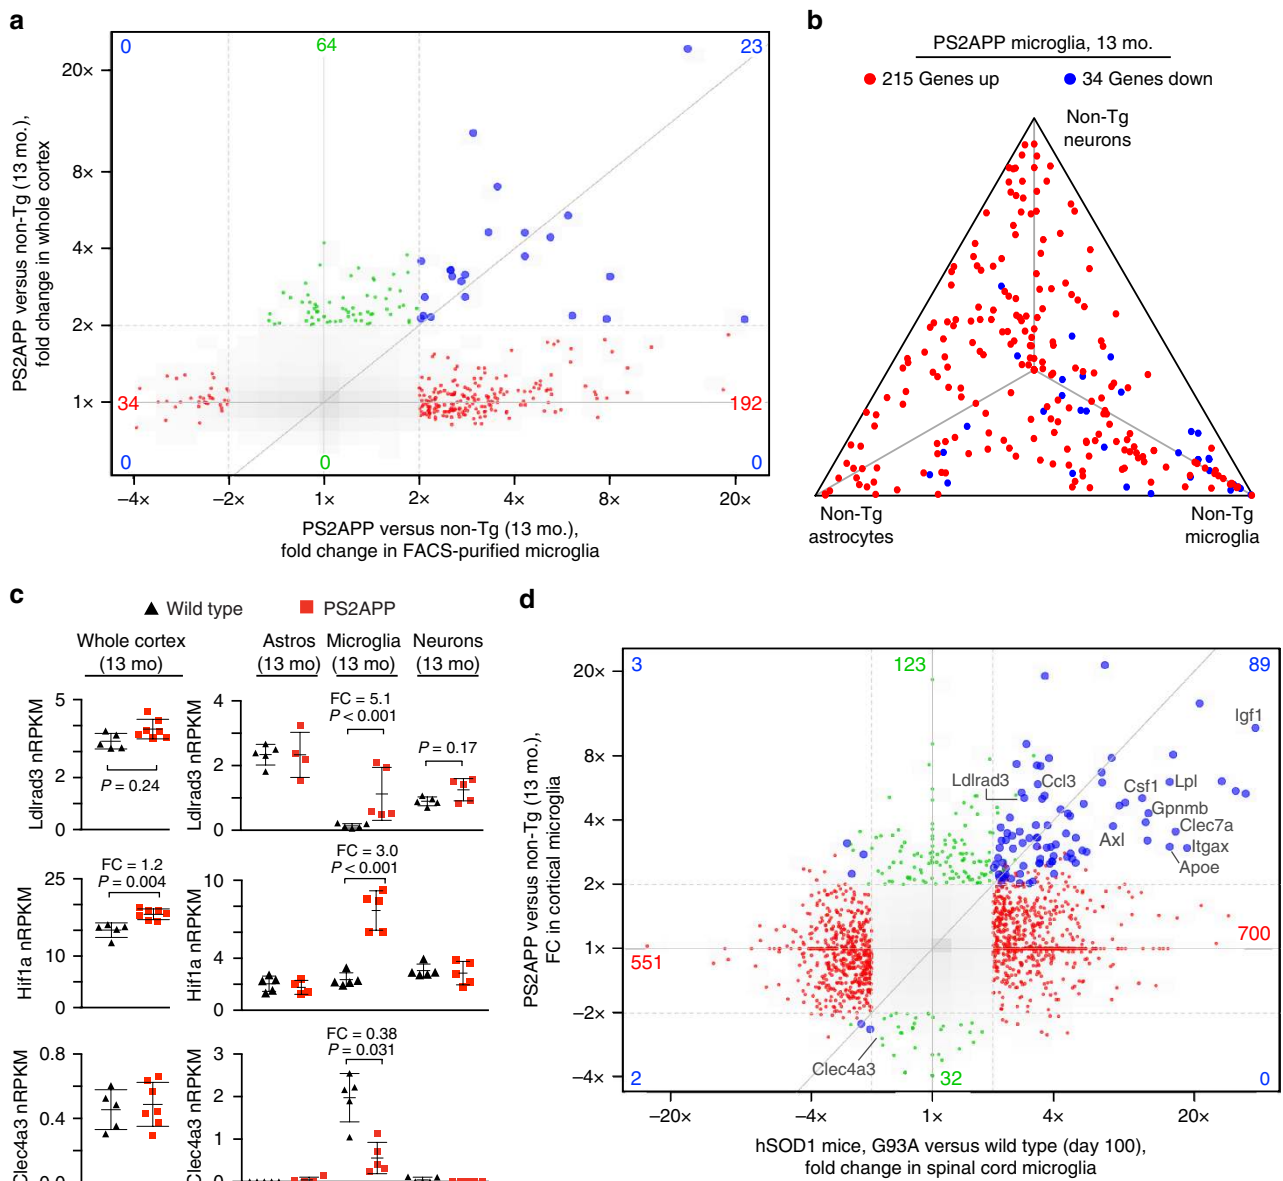 a
0
64
23
20×
8×
4×
2×
1×
34
192
0
0
0
−4×
−2×
1×
2×
4×
8×
20×
PS2APP versus non-Tg (13 mo.),
fold change in whole cortex
PS2APP versus non-Tg (13 mo.),
fold change in FACS-purified microglia
b
PS2APP microglia, 13 mo.
215 Genes up
34 Genes down
Non-Tg
neurons
Non-Tg
astrocytes
Non-Tg
microglia
c
Wild type
PS2APP
Whole cortex
(13 mo)
Astros
(13 mo)
Microglia
(13 mo)
Neurons
(13 mo)
Ldlrad3 nRPKM
5
2
0
P = 0.24
Ldlrad3 nRPKM
4
2
0
FC = 5.1
P < 0.001
P = 0.17
Hif1a nRPKM
25
10
0
FC = 1.2
P = 0.004
Hif1a nRPKM
10
4
0
FC = 3.0
P < 0.001
Clec4a3 nRPKM
0.8
0.4
0.0
Clec4a3 nRPKM
3
2
1
FC = 0.38
P = 0.031
d
3
123
89
20×
8×
4×
2×
1×
−2×
−4×
551
700
2
32
0
Igf1
Ldlrad3
Ccl3
Csf1
Lpl
Gpnmb
Axl
Clec7a
Itgax
Apoe
Clec4a3
−20×
−4×
1×
4×
20×
PS2APP versus non-Tg (13 mo.),
FC in cortical microglia
hSOD1 mice, G93A versus wild type (day 100),
fold change in spinal cord microglia